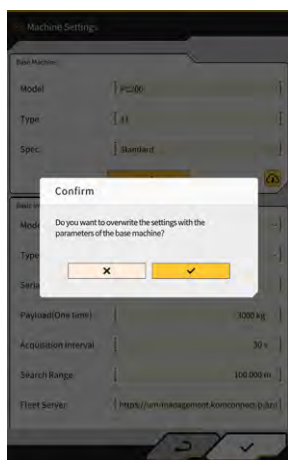 Machine Settings
Base Machine
Model
PC200
Type
11
Spec.
Standard
Confirm
Do you want to overwrite the settings with the
parameters of the base machine?
Type
Payload(One time)
3000 kg
Acquisition Interval
30 s
Search Range
100.000 m
Fleet Server